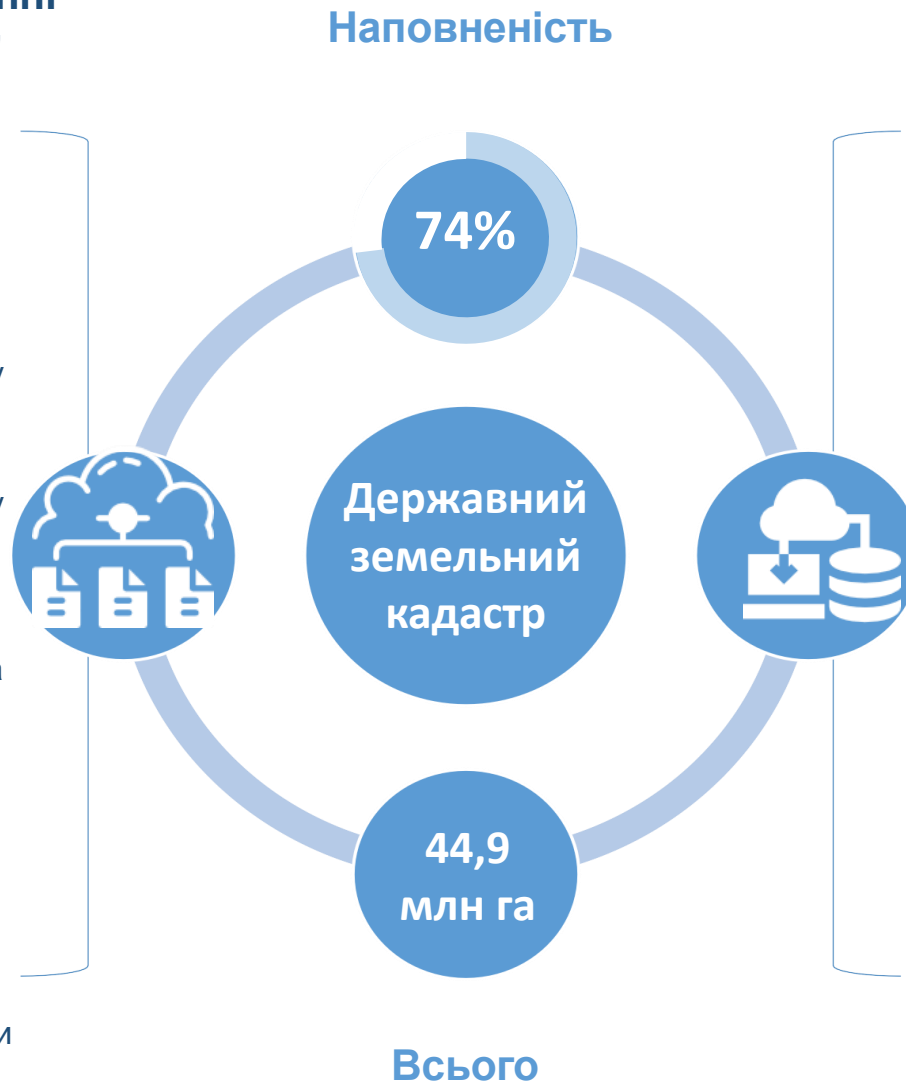 Наповненість
74%
Державний
земельний
кадастр
44,9
млн га
Всього